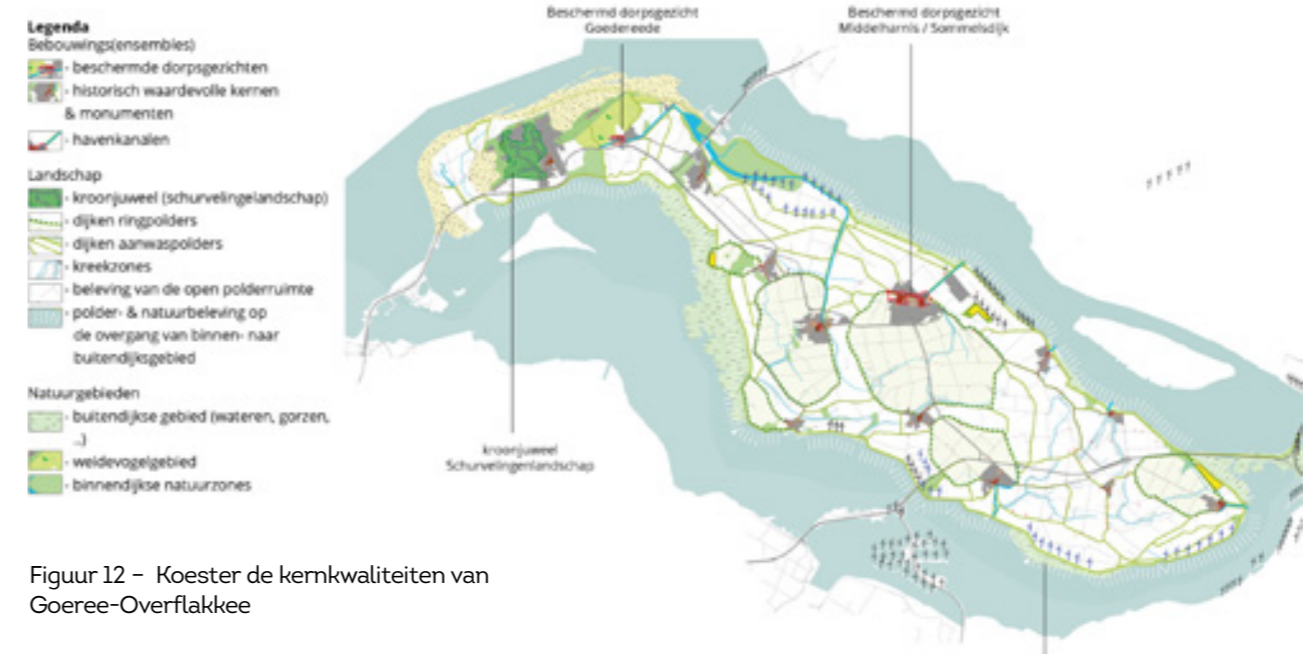 Legenda
Bebouwings(ensembles)
- beschermde dorpsgezichten
- historisch waardevolle kernen
& monumenten
- havenkanalen
Landschap
- kroonjuweel (schurvelingelandschap)
- dijken ringpolders
- dijken aanwaspolders
- kreekzones
- beleving van de open polderruimte
- polder- & natuurbeleving op
de overgang van binnen- naar
buitendijksgebied
Natuurgebieden
- buitendijkse gebied (wateren, gorzen,
..)
- weidevogelgebied
- binnendijkse natuurzones
Beschermd dorpsgezicht
Goedereede
Beschermd dorpsgezicht
Middelharnis / Sommelsdijk
kroonjuweel
Schurvelingenlandschap
Figuur 12 – Koester de kernkwaliteiten van
Goeree-Overflakkee